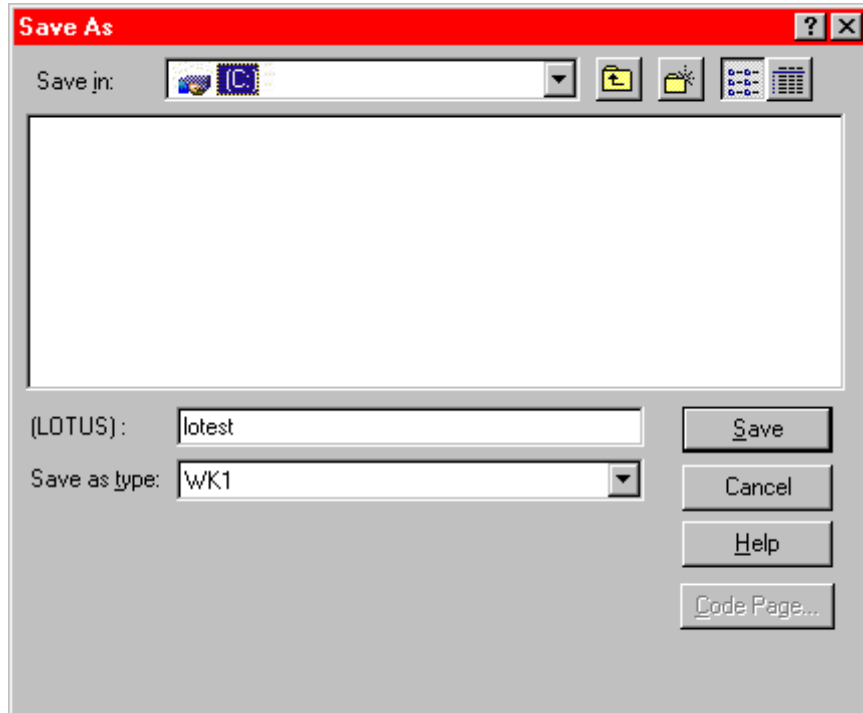 Save As
Save in: (C:)
(LOTUS) : lotest
Save
Save as type: WK1
Cancel
Help
Code Page...